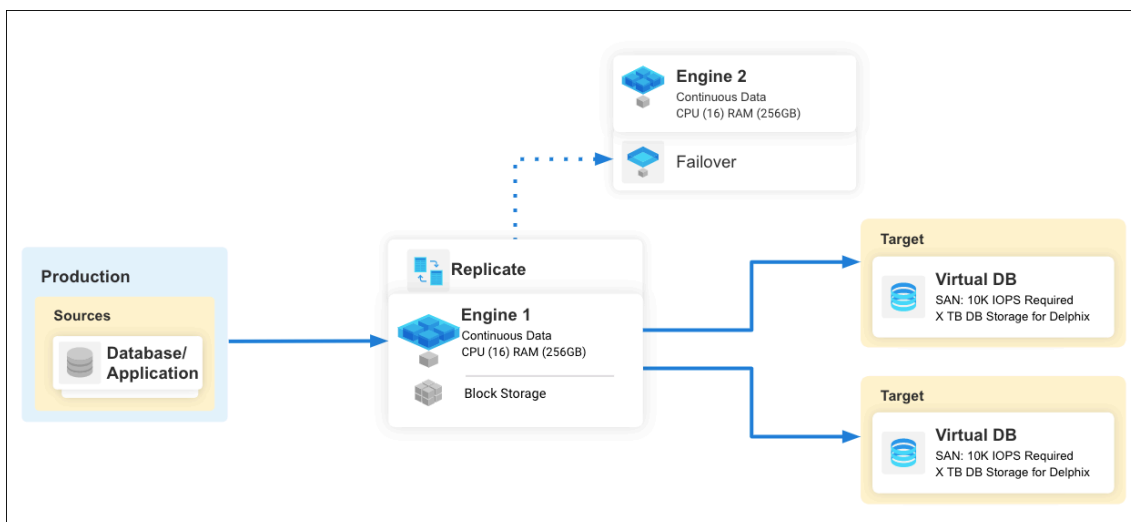 Engine 2
Continuous Data
CPU (16) RAM (256GB)
Failover
Production
Sources
Database/
Application
Replicate
Engine 1
Continuous Data
CPU (16) RAM (256GB)
Block Storage
Target
Virtual DB
SAN: 10K IOPS Required
X TB DB Storage for Delphix
Target
Virtual DB
SAN: 10K IOPS Required
X TB DB Storage for Delphix